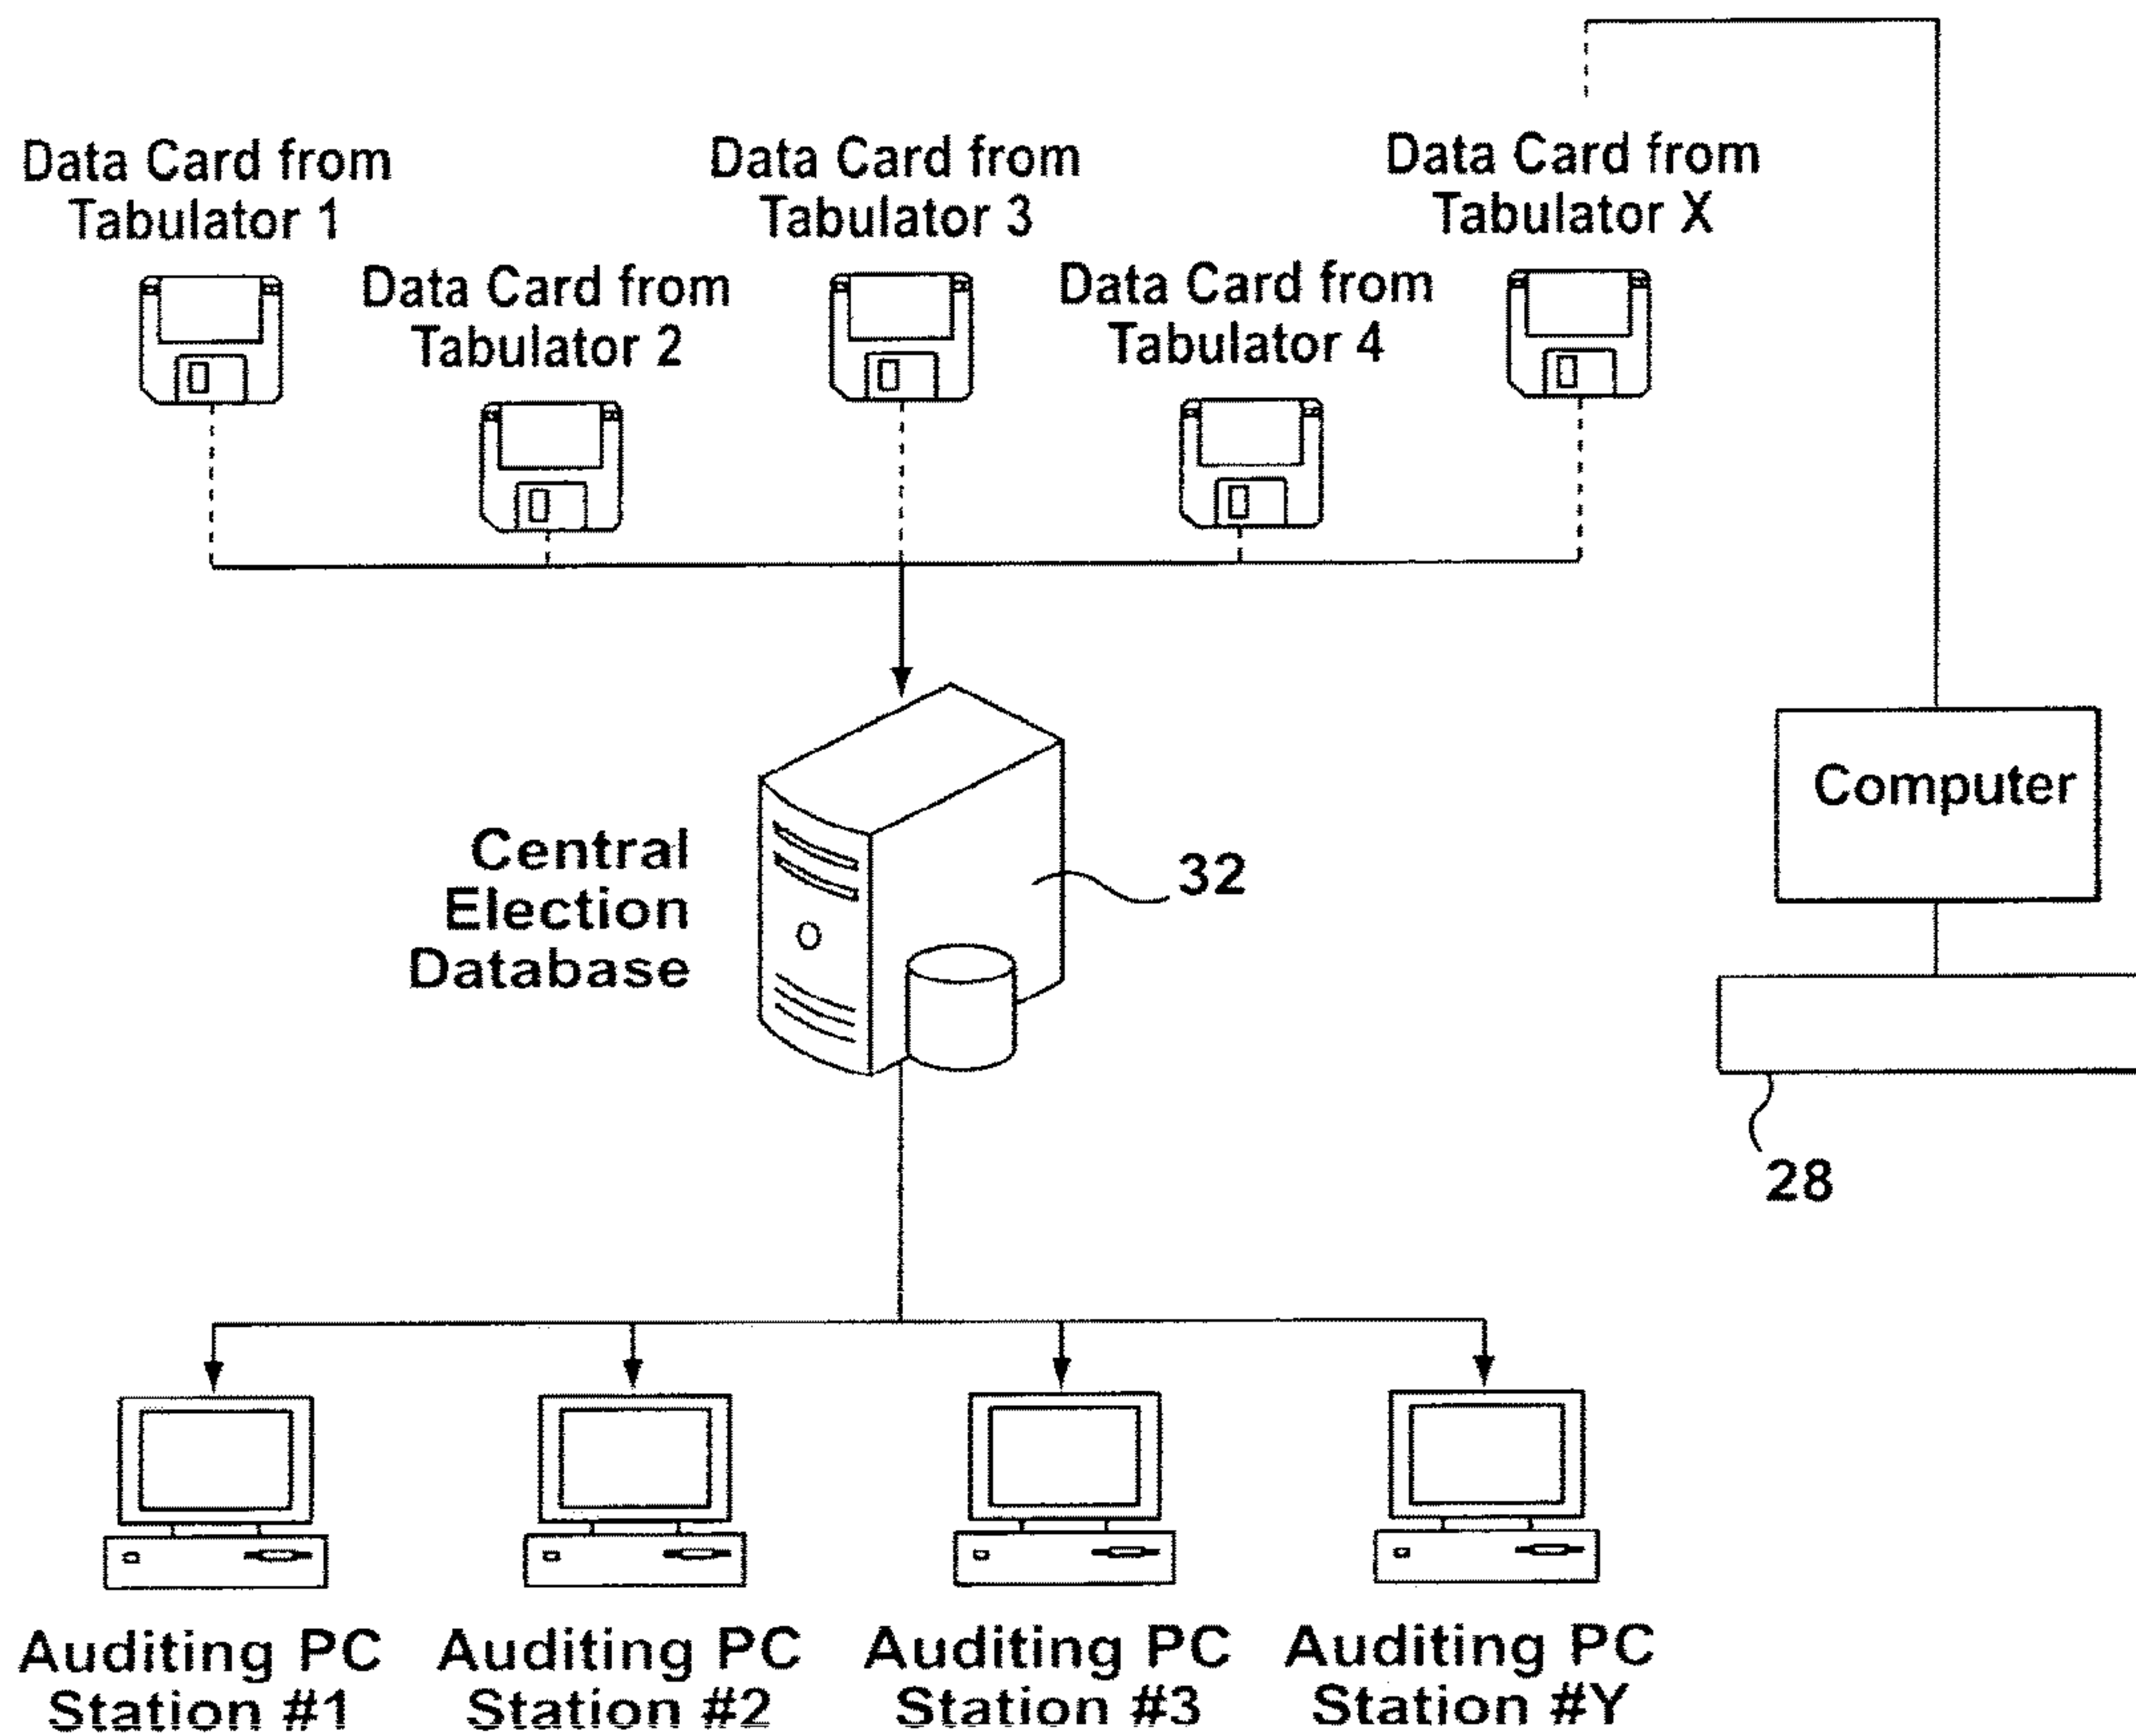 Data Card from
Tabulator 1
Data Card from
Tabulator 2
Data Card from
Tabulator 3
Data Card from
Tabulator 4
Data Card from
Tabulator X
Computer
Central
Election
Database
32
28
Auditing PC
Station #1
Auditing PC
Station #2
Auditing PC
Station #3
Auditing PC
Station #Y